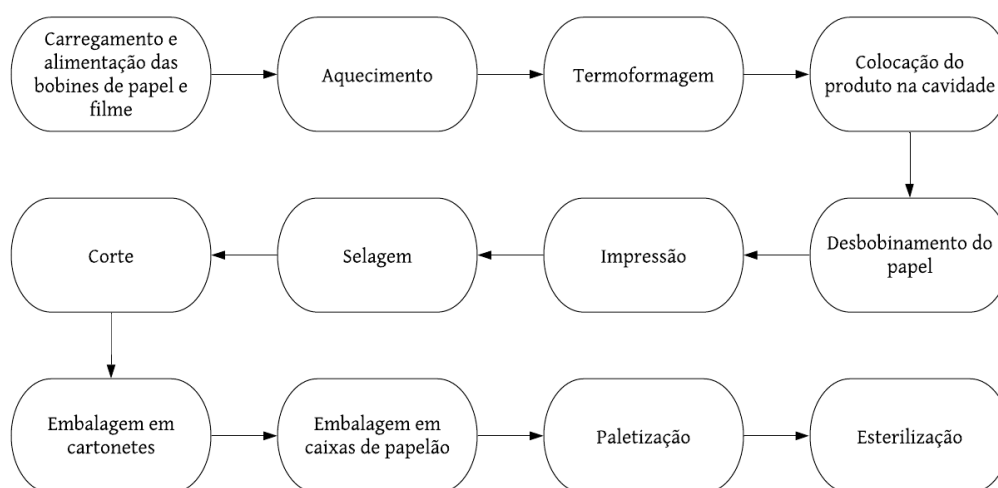 Carregamento e
alimentação das
bobines de papel e
filme
Aquecimento
Termoformagem
Colocação do
produto na cavidade
Desbobinamento do
papel
Impressão
Selagem
Corte
Embalagem em
cartonetes
Embalagem em
caixas de papelão
Paletização
Esterilização